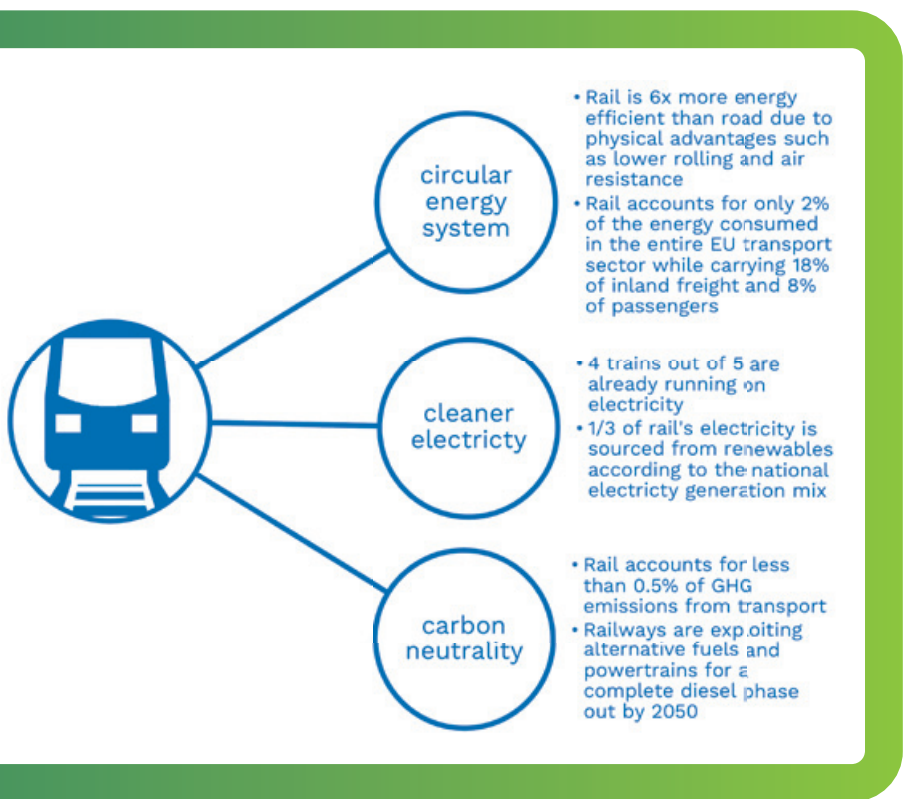 circular
energy
system
• Rail is 6x more energy
efficient than road due to
physical advantages such
as lower rolling and air
resistance
• Rail accounts for only 2%
of the energy consumed
in the entire EU transport
sector while carrying 18%
of inland freight and 8%
of passengers
cleaner
electricty
• 4 trains out of 5 are
already running on
electricity
• 1/3 of rail's electricity is
sourced from renewables
according to the national
electricty generation mix
carbon
neutrality
• Rail accounts for less
than 0.5% of GHG
emissions from transport
• Railways are exploiting
alternative fuels and
powertrains for a
complete diesel phase
out by 2050